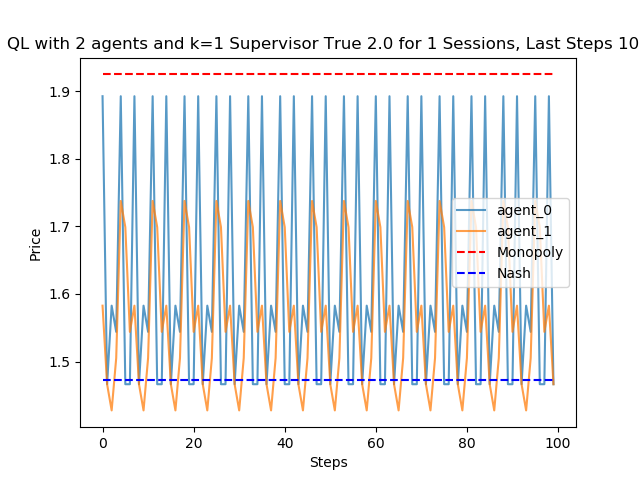 QL with 2 agents and k=1 Supervisor True 2.0 for 1 Sessions, Last Steps 10
1.9
1.8
1.7
1.6
1.5
Price
agent_0
agent_1
Monopoly
Nash
0
20
40
60
80
100
Steps